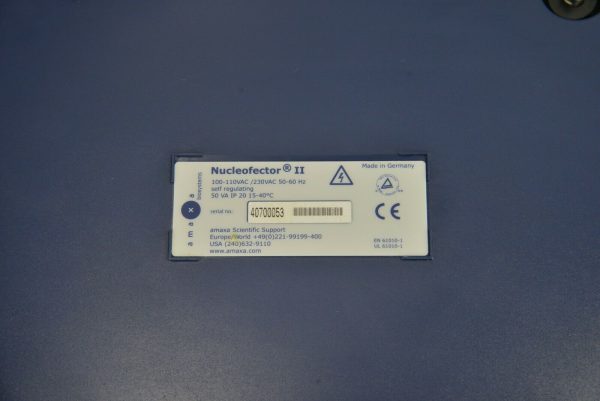 Nucleofector® II
100-110VAC /230VAC 50-60 Hz
self regulating
50 VA IP 20 15-40°C
serial no.: 40700053
amaxa Scientific Support
Europe/World +49(0)221-99199-400
USA (240)632-9110
www.amaxa.com
Made in Germany
CE
EN 61010-1
UL 61010-1
amaxa
biosystems